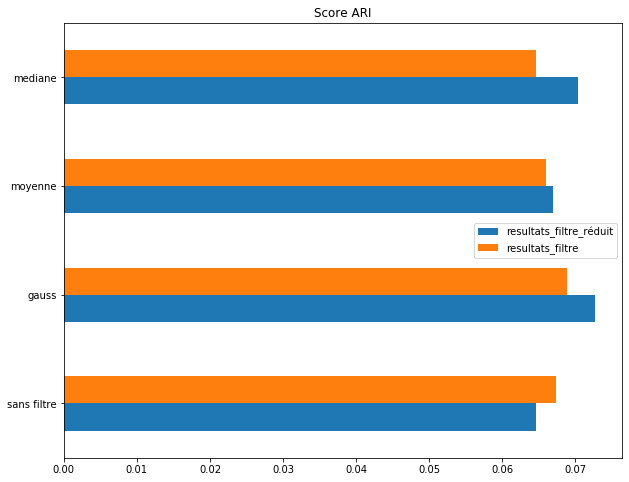 Score ARI
mediane
moyenne
resultats_filtre_réduit
resultats_filtre
gauss
sans filtre
0.00 0.01 0.02 0.03 0.04 0.05 0.06 0.07